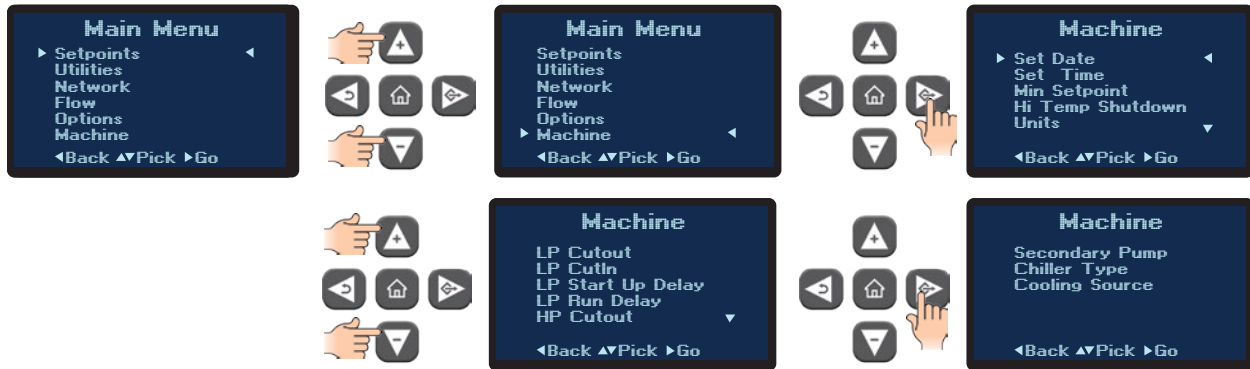 Main Menu
Setpoints
Utilities
Network
Flow
Options
Machine
◀Back ▲▼Pick ▶Go
Main Menu
Setpoints
Utilities
Network
Flow
Options
Machine
◀Back ▲▼Pick ▶Go
Machine
Set Date
Set Time
Min Setpoint
Hi Temp Shutdown
Units
◀Back ▲▼Pick ▶Go
Machine
LP Cutout
LP CutIn
LP Start Up Delay
LP Run Delay
HP Cutout
◀Back ▲▼Pick ▶Go
Machine
Secondary Pump
Chiller Type
Cooling Source
◀Back ▲▼Pick ▶Go